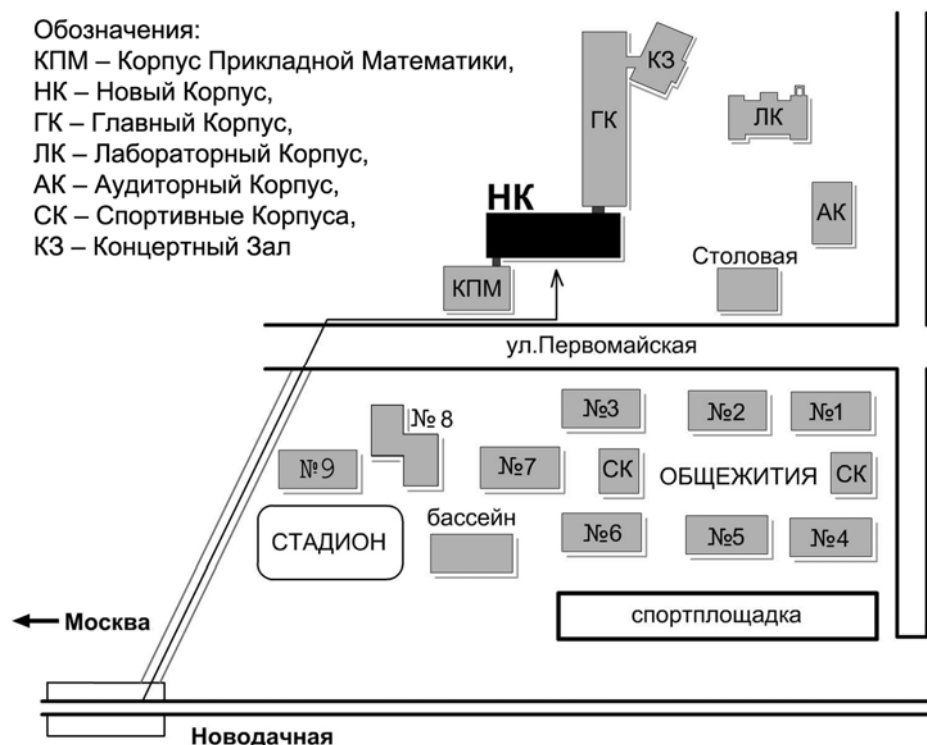 Обозначения:
КПМ – Корпус Прикладной Математики,
НК – Новый Корпус,
ГК – Главный Корпус,
ЛК – Лабораторный Корпус,
АК – Аудиторный Корпус,
СК – Спортивные Корпуса,
КЗ – Концертный Зал
КЗ
ГК
ЛК
НК
АК
Столовая
КПМ
ул.Первомайская
№3
№2
№1
№8
№9
№7
СК
ОБЩЕЖИТИЯ
СК
бассейн
СТАДИОН
№6
№5
№4
спортплощадка
Москва
Новодачная